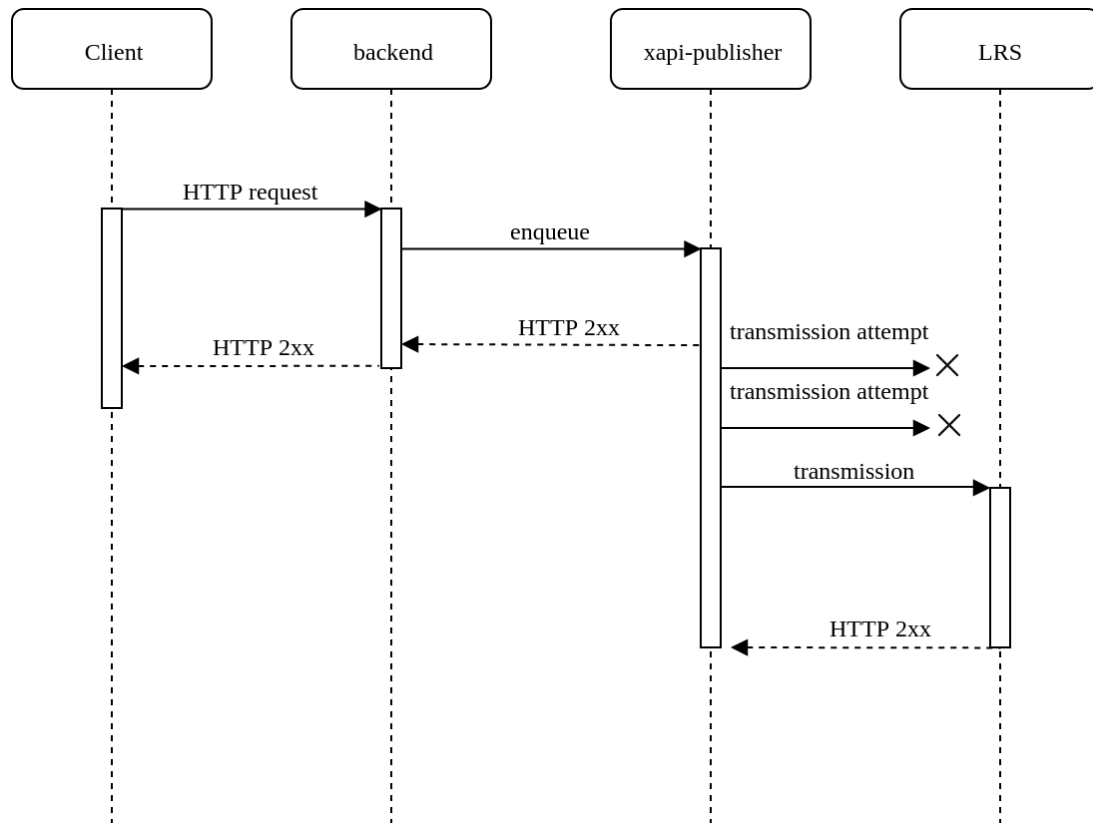 Client
backend
xapi-publisher
LRS
HTTP request
enqueue
HTTP 2xx
transmission attempt
HTTP 2xx
transmission attempt
transmission
HTTP 2xx